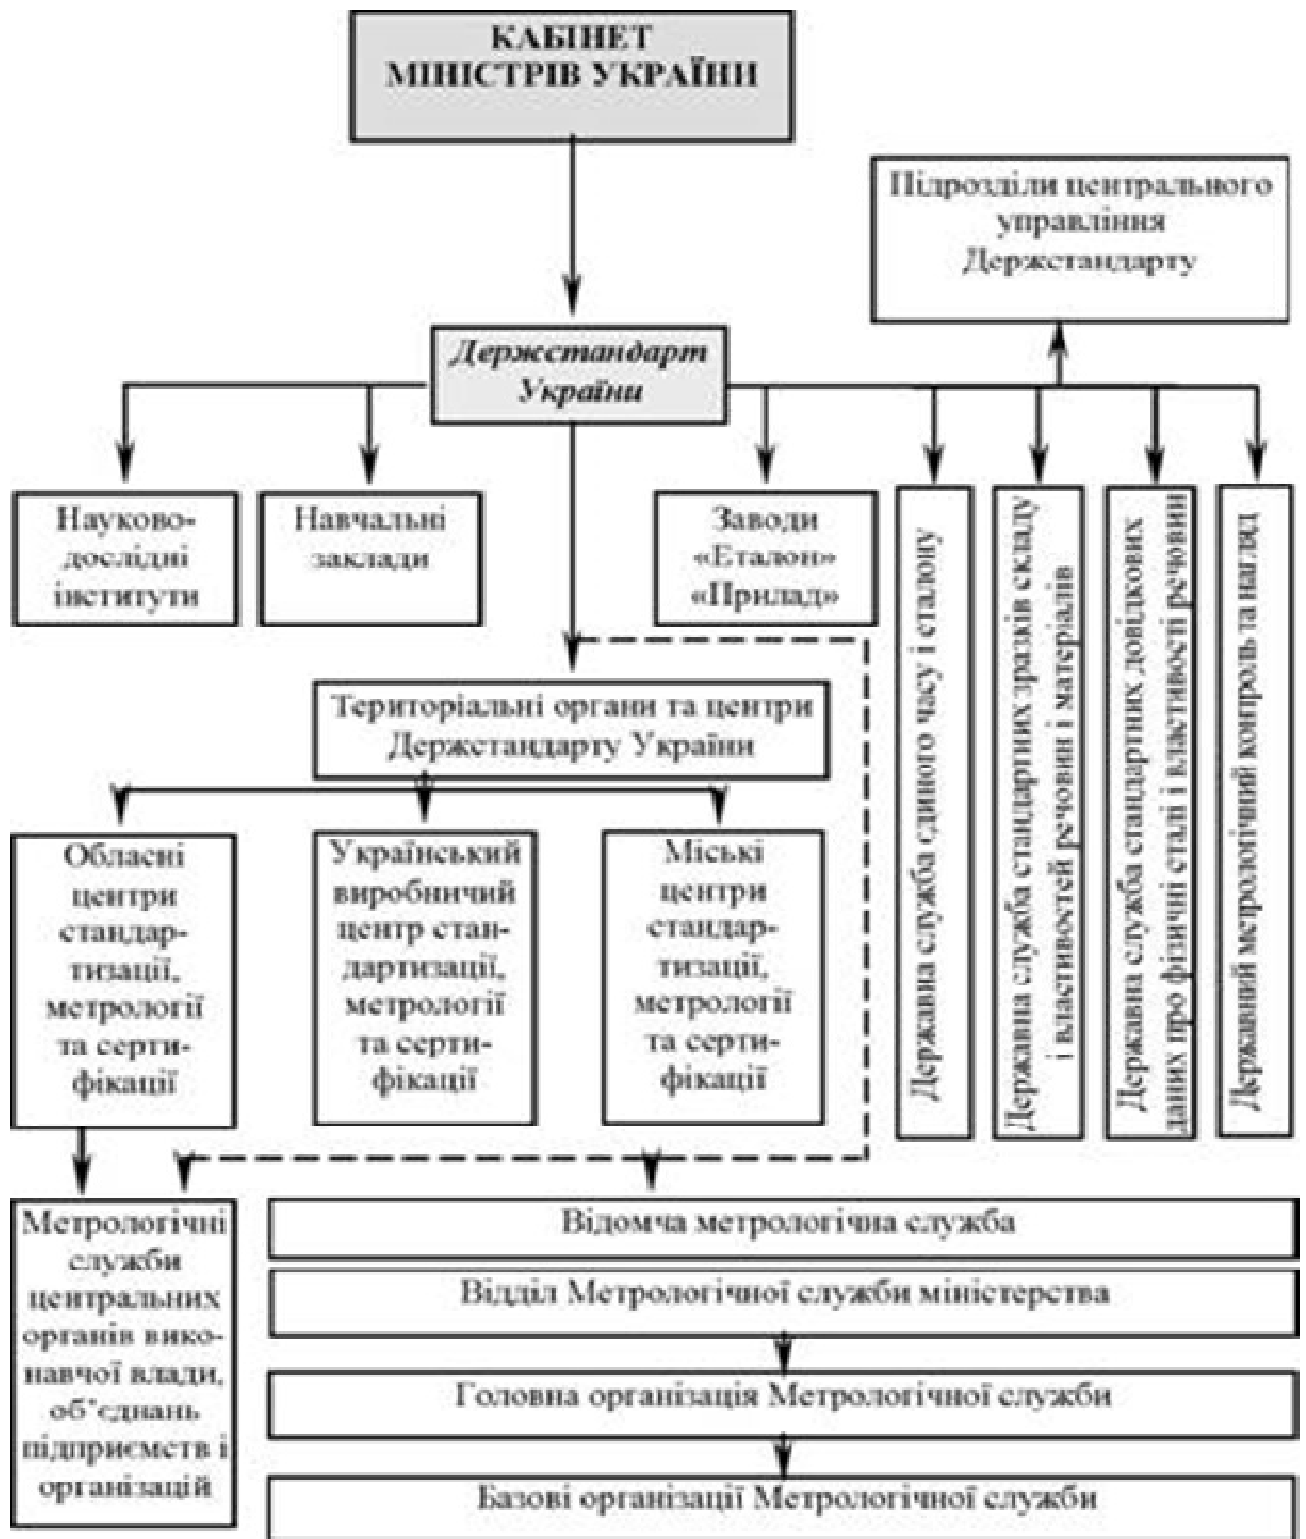 КАБІНЕТ
МІНІСТРІВ УКРАЇНИ
Підрозділи центрального
управління
Держстандарту
Держстандарт
України
Науково-
дослідні
інститути
Навчальні
заклади
Заводи
«Еталон»
«Прилад»
Державна служба єдиного часу і еталону
Державна служба стандартних зразків складу
і властивостей речовин і матеріалів
Державна служба стандартних довідкових
даних про фізичні сталі і властивості речовин
Державний метрологічний контроль та нагляд
Територіальні органи та центри
Держстандарту України
Обласні
центри
стандар-
тизації,
метрології
та серти-
фікації
Український
виробничий
центр стан-
дартизації,
метрології
та серти-
фікації
Міські
центри
стандар-
тизації,
метрології
та серти-
фікації
Метрологічні
служби
центральних
органів вико-
навчої влади,
об'єднань
підприємств і
організацій
Відомча метрологічна служба
Відділ Метрологічної служби міністерства
Головна організація Метрологічної служби
Базові організації Метрологічної служби